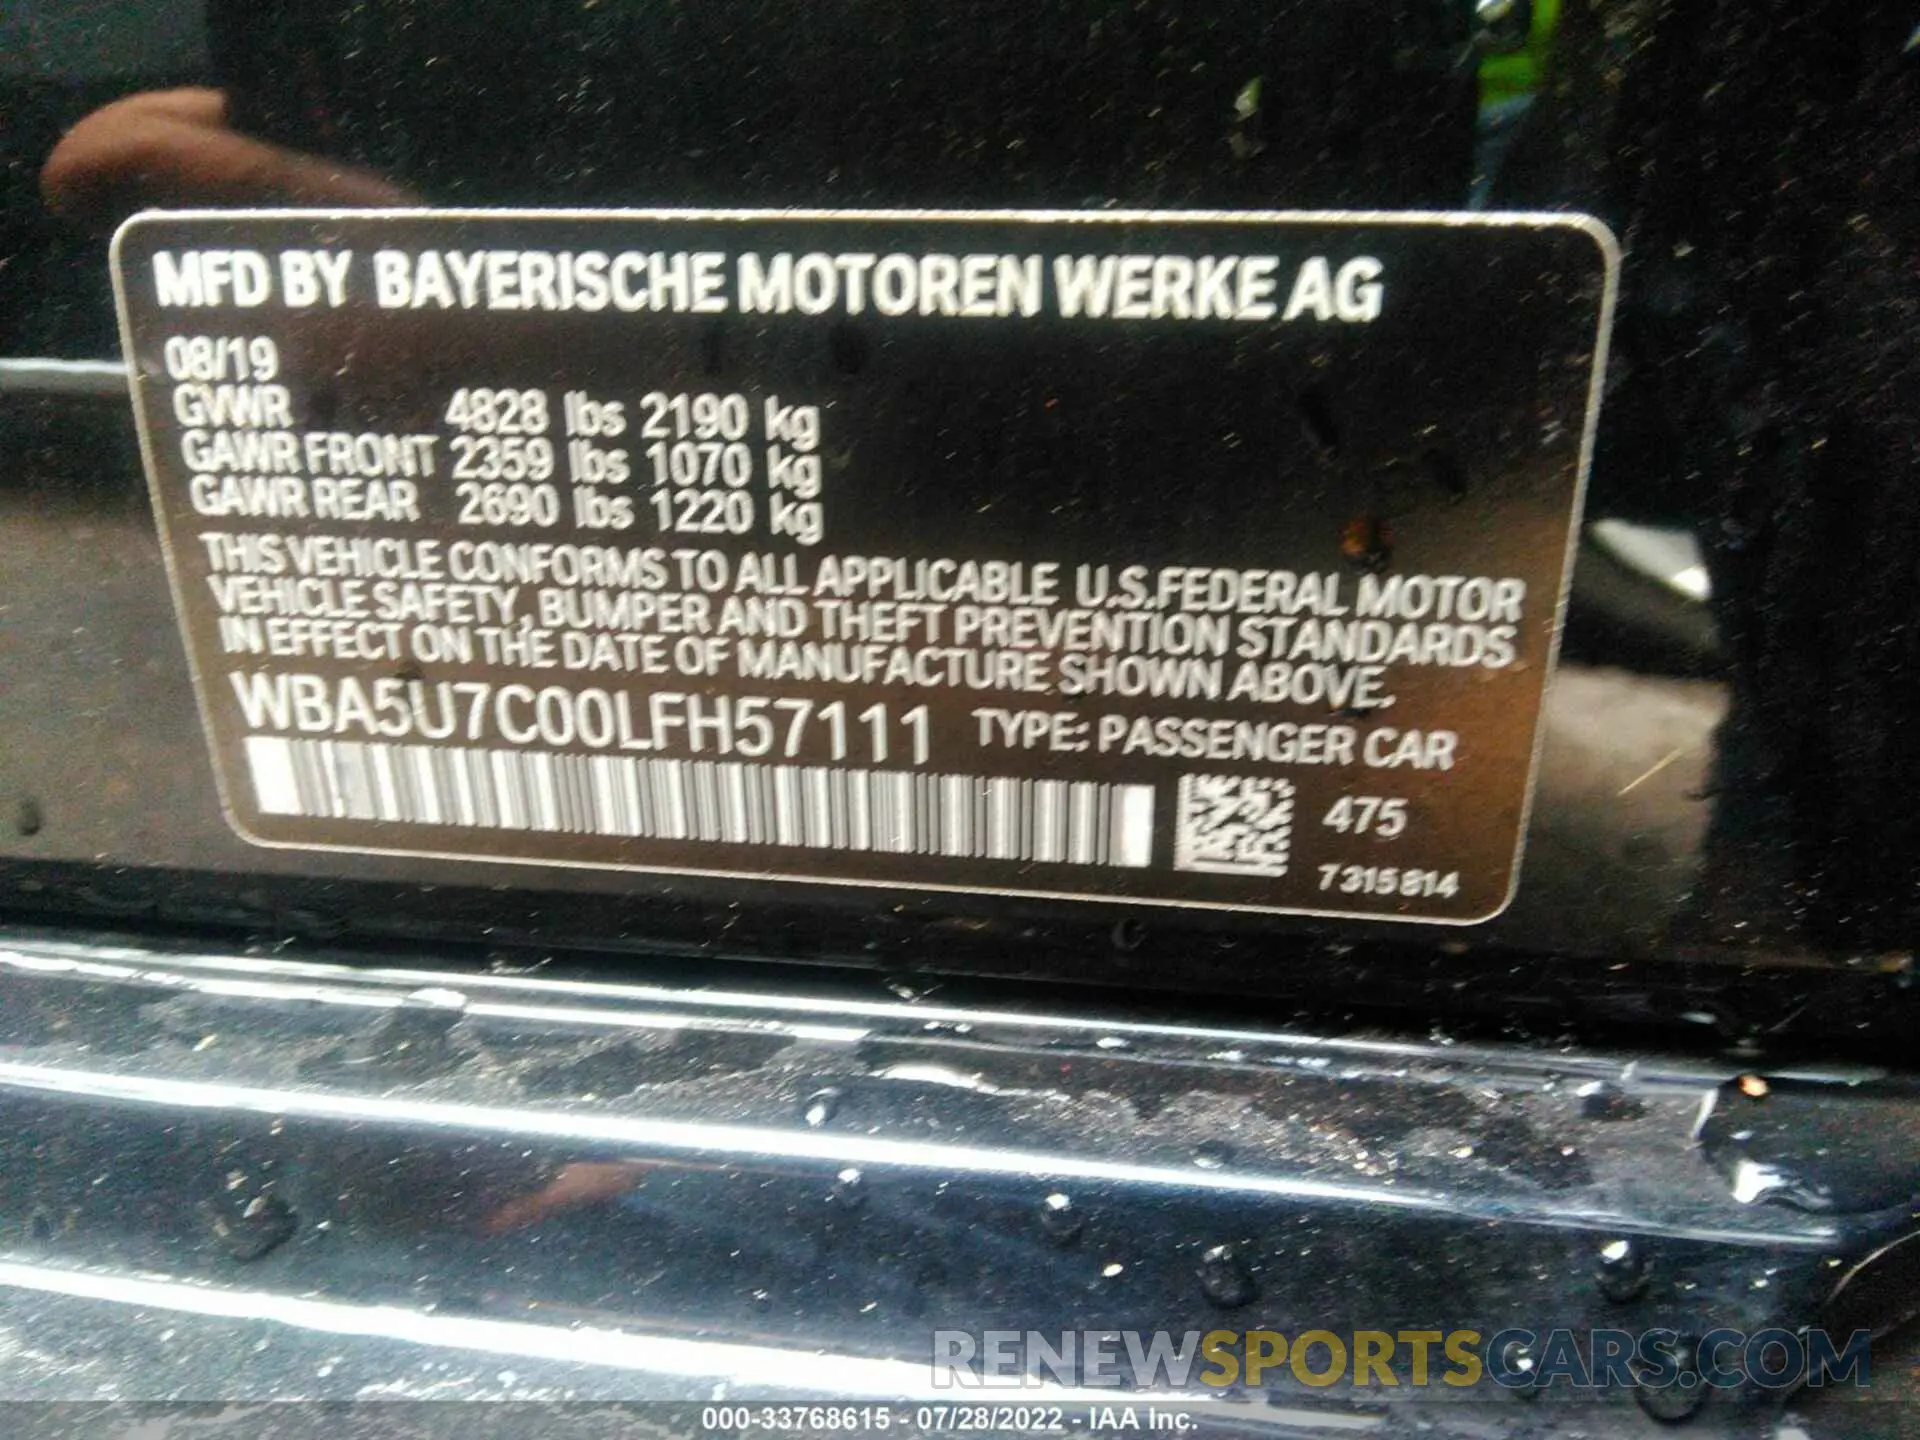 MFD BY BAYERISCHE MOTOREN WERKE AG
08/19
GVWR 4828 lbs 2190 kg
GAWR FRONT 2359 lbs 1070 kg
GAWR REAR 2690 lbs 1220 kg
THIS VEHICLE CONFORMS TO ALL APPLICABLE U.S.FEDERAL MOTOR
VEHICLE SAFETY, BUMPER AND THEFT PREVENTION STANDARDS
IN EFFECT ON THE DATE OF MANUFACTURE SHOWN ABOVE.
WBA5U7C00LFH57111 TYPE: PASSENGER CAR
475
7315814
RENEWSPORTSCARS.COM
000-33768615 - 07/28/2022 - IAA Inc.